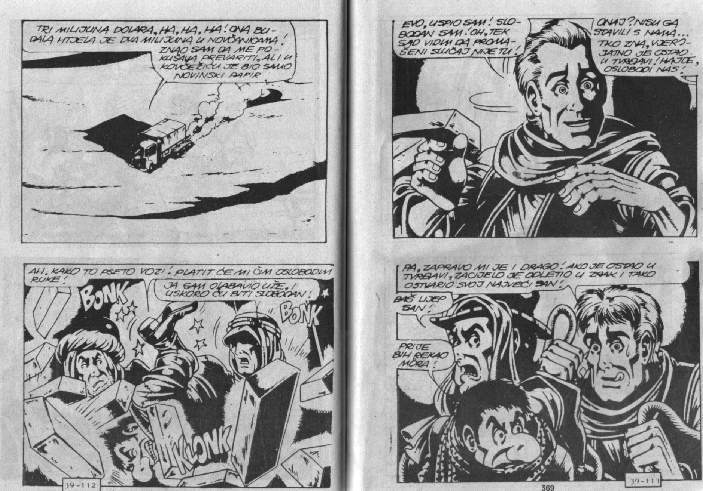 TRI MILIJUNA DOLARA, HA, HA, HA! ONA BU-
DALA HTJELA JE DVA MILIJUNA U NOVČANICAMA!
ZNAO SAM DA ME PO-
KUŠAVA PREVARITI, ALI U
KOVČEŽIĆU JE BIO SAMO
NOVINSKI PAPIR
AH, KAKO TO PSETO VOZI! PLATIT ĆE MI ČIM OSLOBODIM
RUKE!
JA SAM OLABAVIO UŽE, I
USKORO ĆU BITI SLOBODAN!
BONK
BONK
KLONK
39-112
EVO, USPIO SAM! SLO-
BODAN SAM! OH, TEK
SAD VIDIM DA PROMA-
ŠENI SLUČAJ NIJE TU!
ONAJ? NISU GA
STAVILI S NAMA...
TKO ZNA, VJERO-
JATNO JE OSTAO
U TVRĐAVI! HAJDE,
OSLOBODI NAS!
PA, ZAPRAVO MI JE I DRAGO! AKO JE OSTAO U
TVRĐAVI, ZACIJELO JE ODLETIO U ZRAK I TAKO
OSTVARIO SVOJ NAJVEĆI SAN!
BAŠ LIJEP
SAN!
PRIJE
BIH REKAO
MORA!
369
39-113